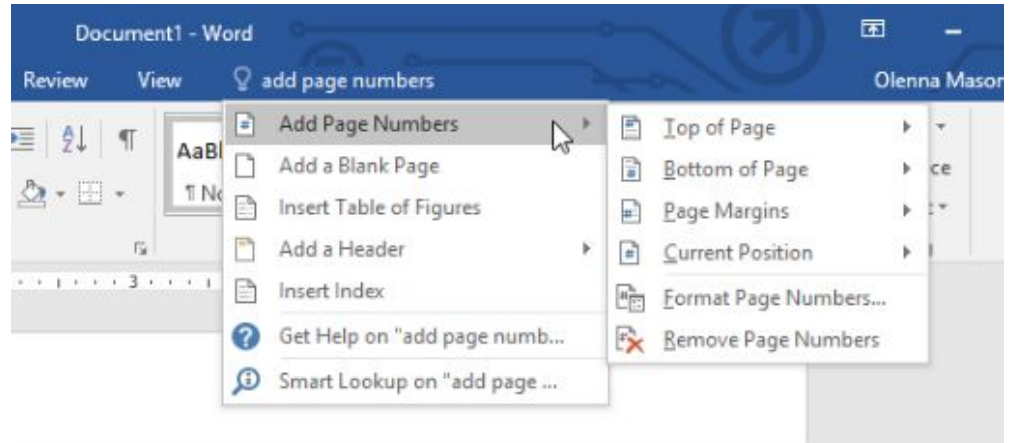 Document1 - Word
Review View add page numbers Olenna Mason
Add Page Numbers
Add a Blank Page
Insert Table of Figures
Add a Header
Insert Index
Get Help on "add page numb...
Smart Lookup on "add page ...
Top of Page
Bottom of Page
Page Margins
Current Position
Format Page Numbers...
Remove Page Numbers
AaBl
¶ No
ce
3